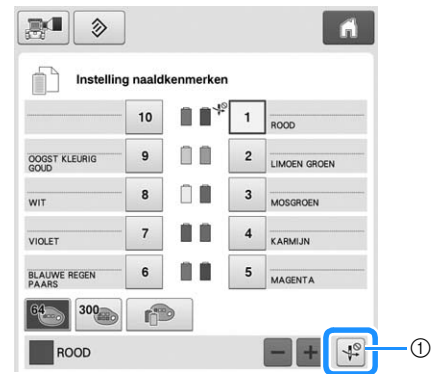 Instelling naaldkenmerken
10
1
ROOD
OOGST KLEURIG
GOUD
9
2
LIMOEN GROEN
WIT
8
3
MOSGROEN
VIOLET
7
4
KARMIJN
BLAUWE REGEN
PAARS
6
5
MAGENTA
64
300
ROOD
①